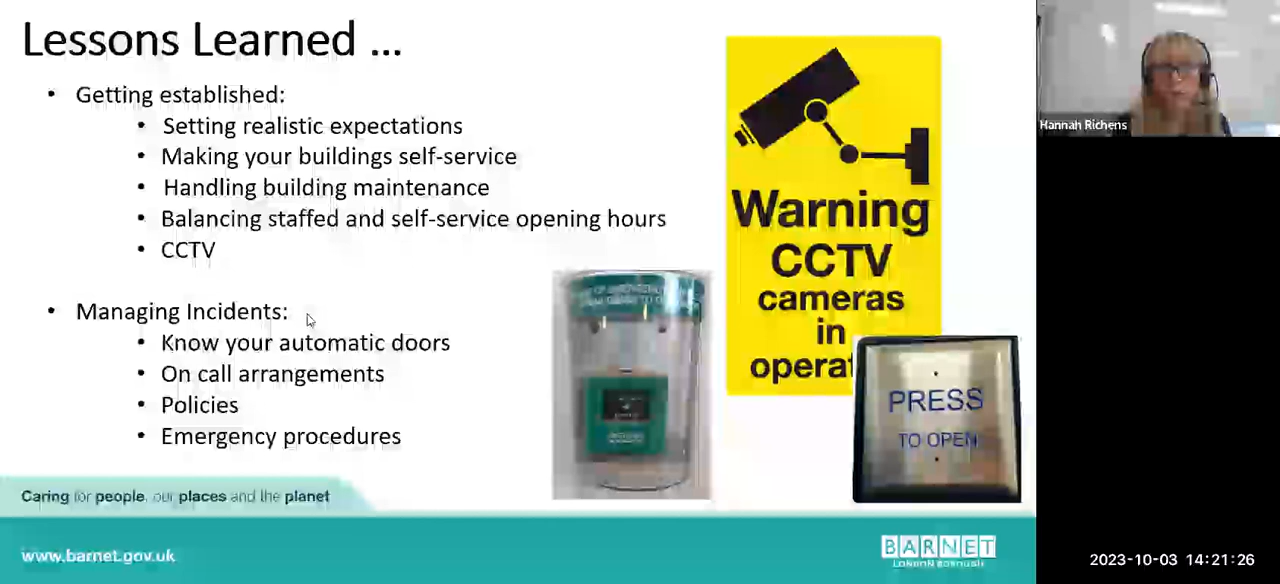 Lessons Learned ...
• Getting established:
• Setting realistic expectations
• Making your buildings self-service
• Handling building maintenance
• Balancing staffed and self-service opening hours
• CCTV
• Managing Incidents:
• Know your automatic doors
• On call arrangements
• Policies
• Emergency procedures
Warning
CCTV
cameras
in
operat
PRESS
TO OPEN
Hannah Richens
Caring for people, our places and the planet
www.barnet.gov.uk
BARNET
LONDON BOROUGH
2023-10-03 14:21:26